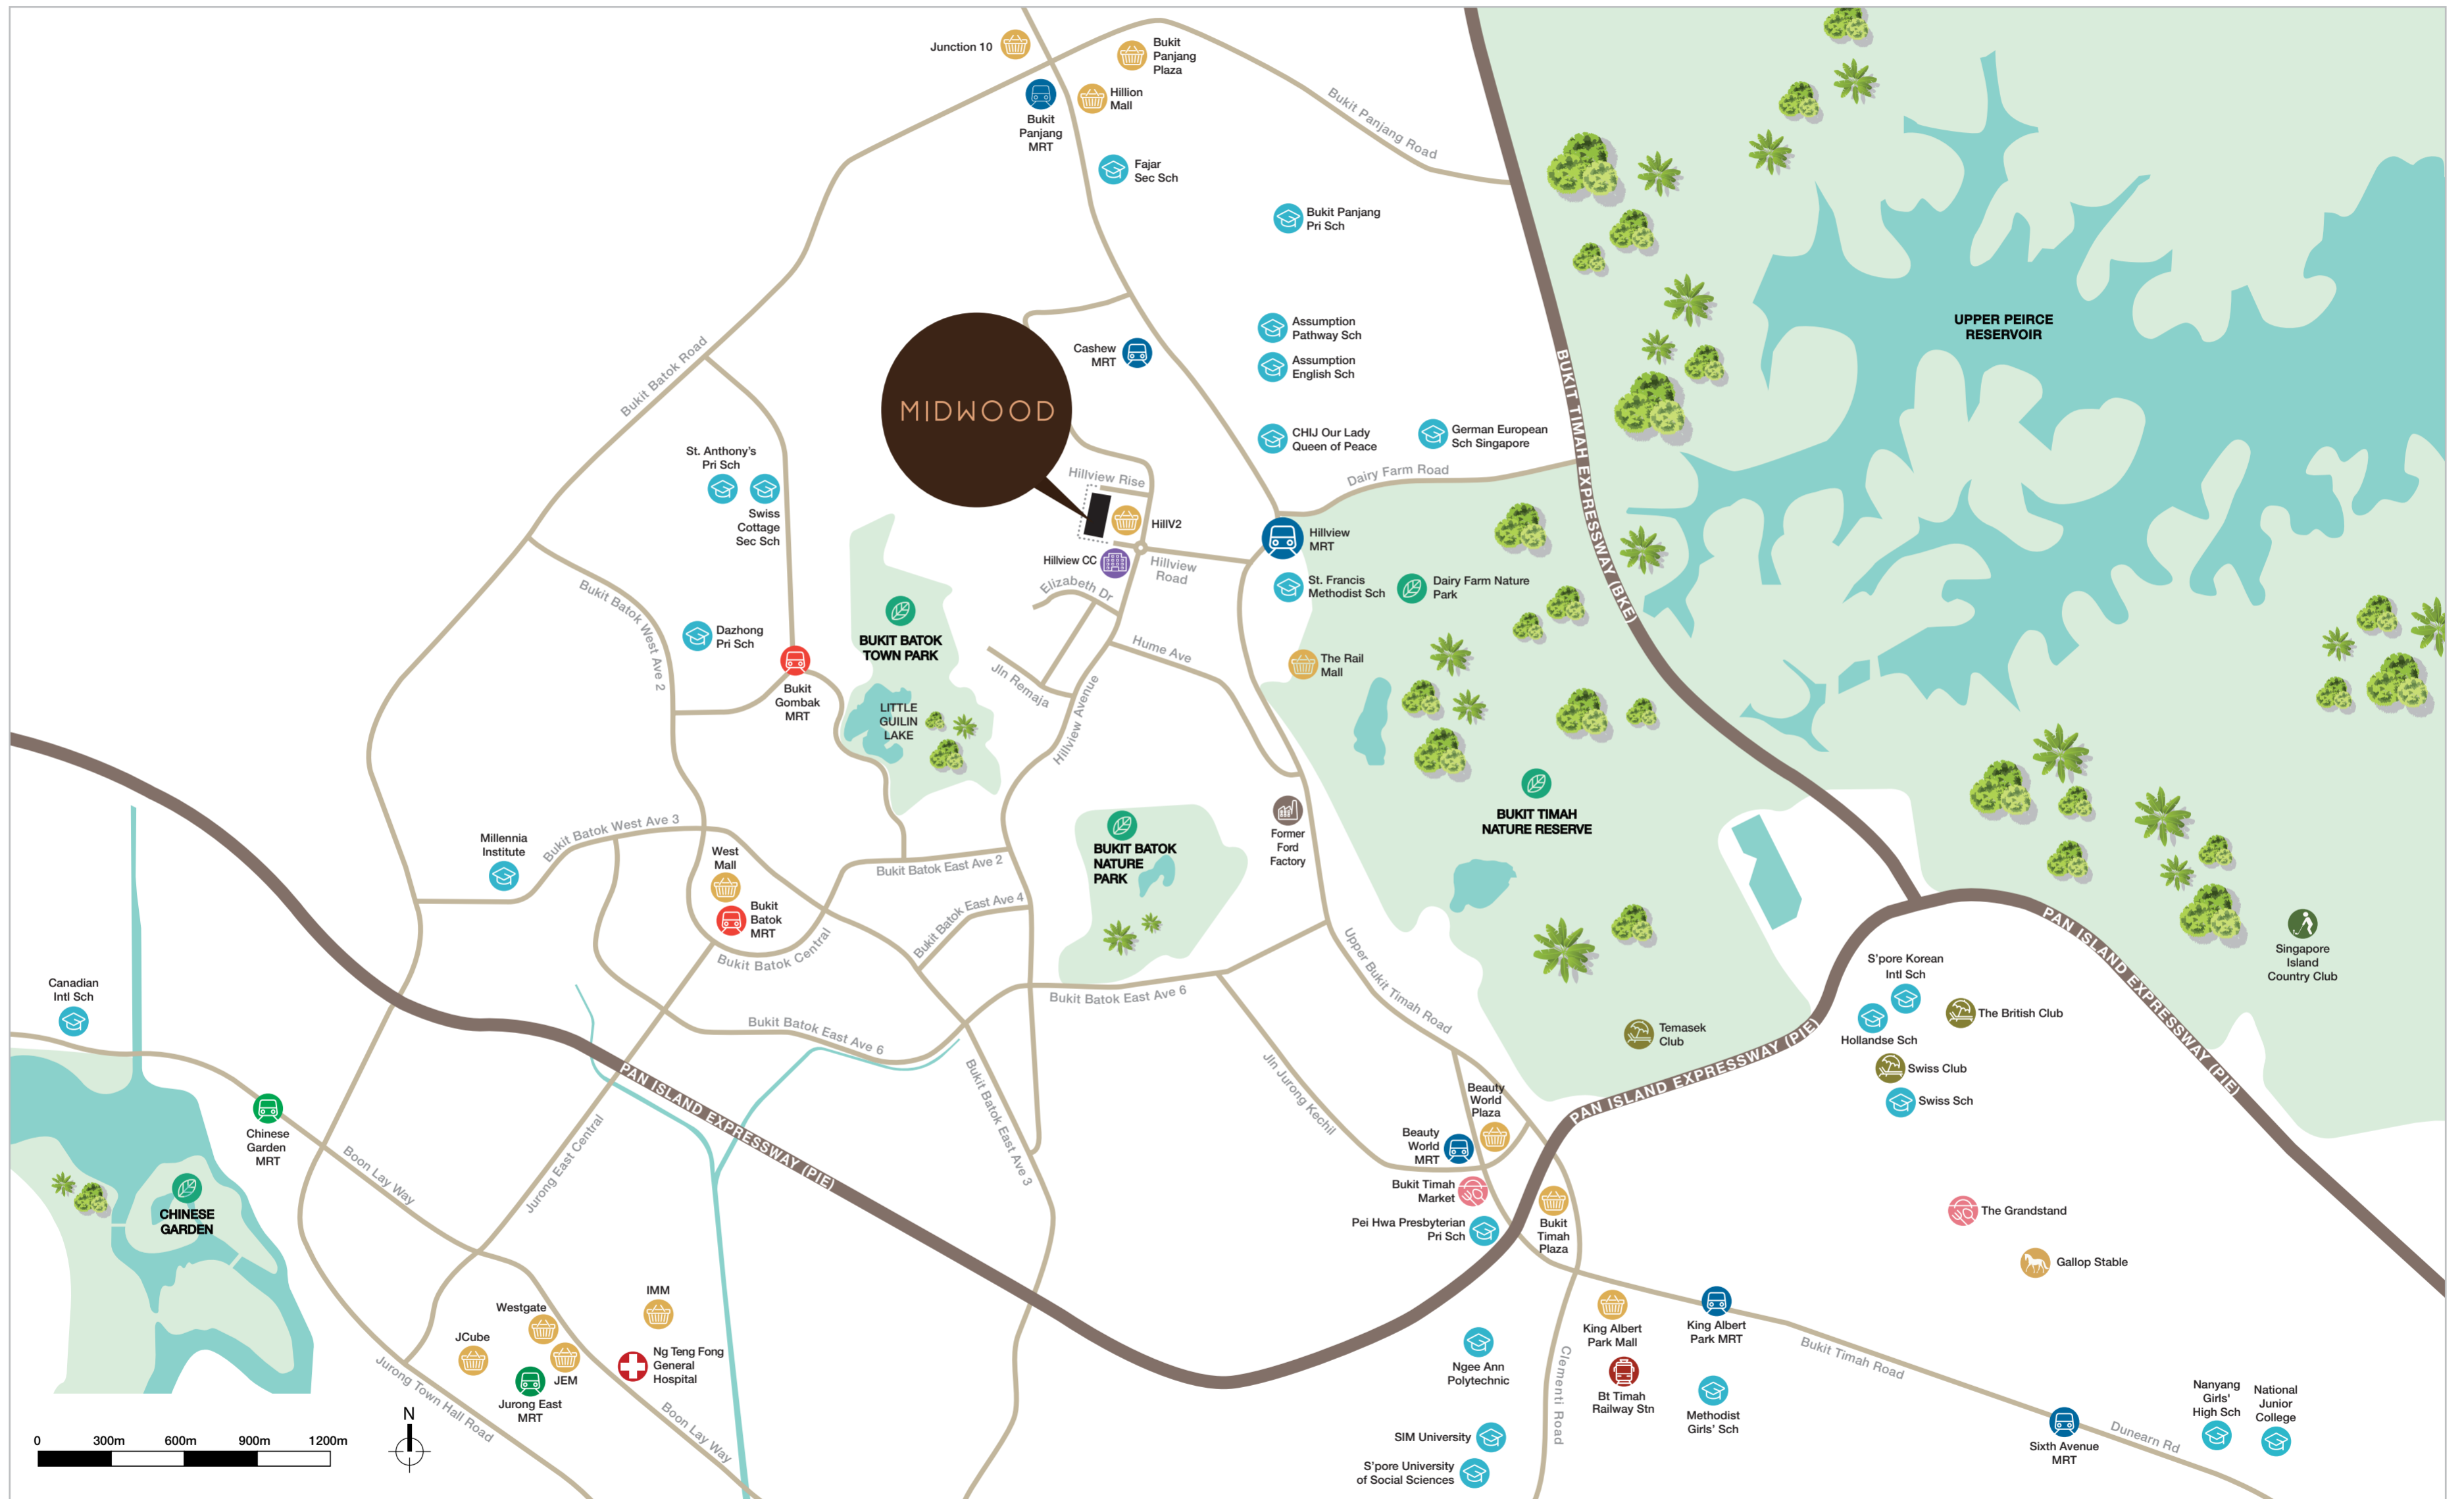 Junction 10
Bukit
Panjang
Plaza
Hillion
Mall
Bukit
Panjang
MRT
Bukit Panjang Road
Fajar
Sec Sch
Bukit Panjang
Pri Sch
Assumption
Pathway Sch
Assumption
English Sch
Cashew
MRT
UPPER PEIRCE
RESERVOIR
Bukit Batok Road
MIDWOOD
CHIJ Our Lady
Queen of Peace
German European
Sch Singapore
BUKIT TIMAH EXPRESSWAY (BKE)
St. Anthony's
Pri Sch
Swiss
Cottage
Sec Sch
Hillview Rise
Dairy Farm Road
HillV2
Hillview
MRT
Hillview CC
Hillview
Road
Elizabeth Dr
St. Francis
Methodist Sch
Dairy Farm Nature
Park
Bukit Batok West Ave 2
Dazhong
Pri Sch
BUKIT BATOK
TOWN PARK
Hume Ave
The Rail
Mall
Bukit
Gombak
MRT
Jln Remaja
LITTLE
GUILIN
LAKE
Hillview Avenue
BUKIT TIMAH
NATURE RESERVE
Former
Ford
Factory
Millennia
Institute
Bukit Batok West Ave 3
West
Mall
Bukit
Batok
MRT
Bukit Batok East Ave 2
BUKIT BATOK
NATURE
PARK
Bukit Batok East Ave 4
Bukit Batok Central
Upper Bukit Timah Road
PAN ISLAND EXPRESSWAY (PIE)
Singapore
Island
Country Club
S'pore Korean
Intl Sch
Canadian
Intl Sch
Bukit Batok East Ave 6
Bukit Batok East Ave 6
The British Club
Hollandse Sch
Temasek
Club
Swiss Club
Swiss Sch
PAN ISLAND EXPRESSWAY (PIE)
PAN ISLAND EXPRESSWAY (PIE)
Bukit Batok East Ave 3
Jln Jurong Kechil
Beauty
World
Plaza
Beauty
World
MRT
Chinese
Garden
MRT
Boon Lay Way
Jurong East Central
CHINESE
GARDEN
Bukit Timah
Market
Pei Hwa Presbyterian
Pri Sch
Bukit
Timah
Plaza
The Grandstand
Gallop Stable
IMM
Westgate
JCube
JEM
Jurong East
MRT
Ng Teng Fong
General
Hospital
King Albert
Park Mall
King Albert
Park MRT
Bukit Timah Road
Ngee Ann
Polytechnic
Clementi Road
Bt Timah
Railway Stn
Methodist
Girls' Sch
Jurong Town Hall Road
Boon Lay Way
Nanyang
Girls'
High Sch
National
Junior
College
SIM University
S'pore University
of Social Sciences
Sixth Avenue
MRT
Dunearn Rd
N
0 300m 600m 900m 1200m